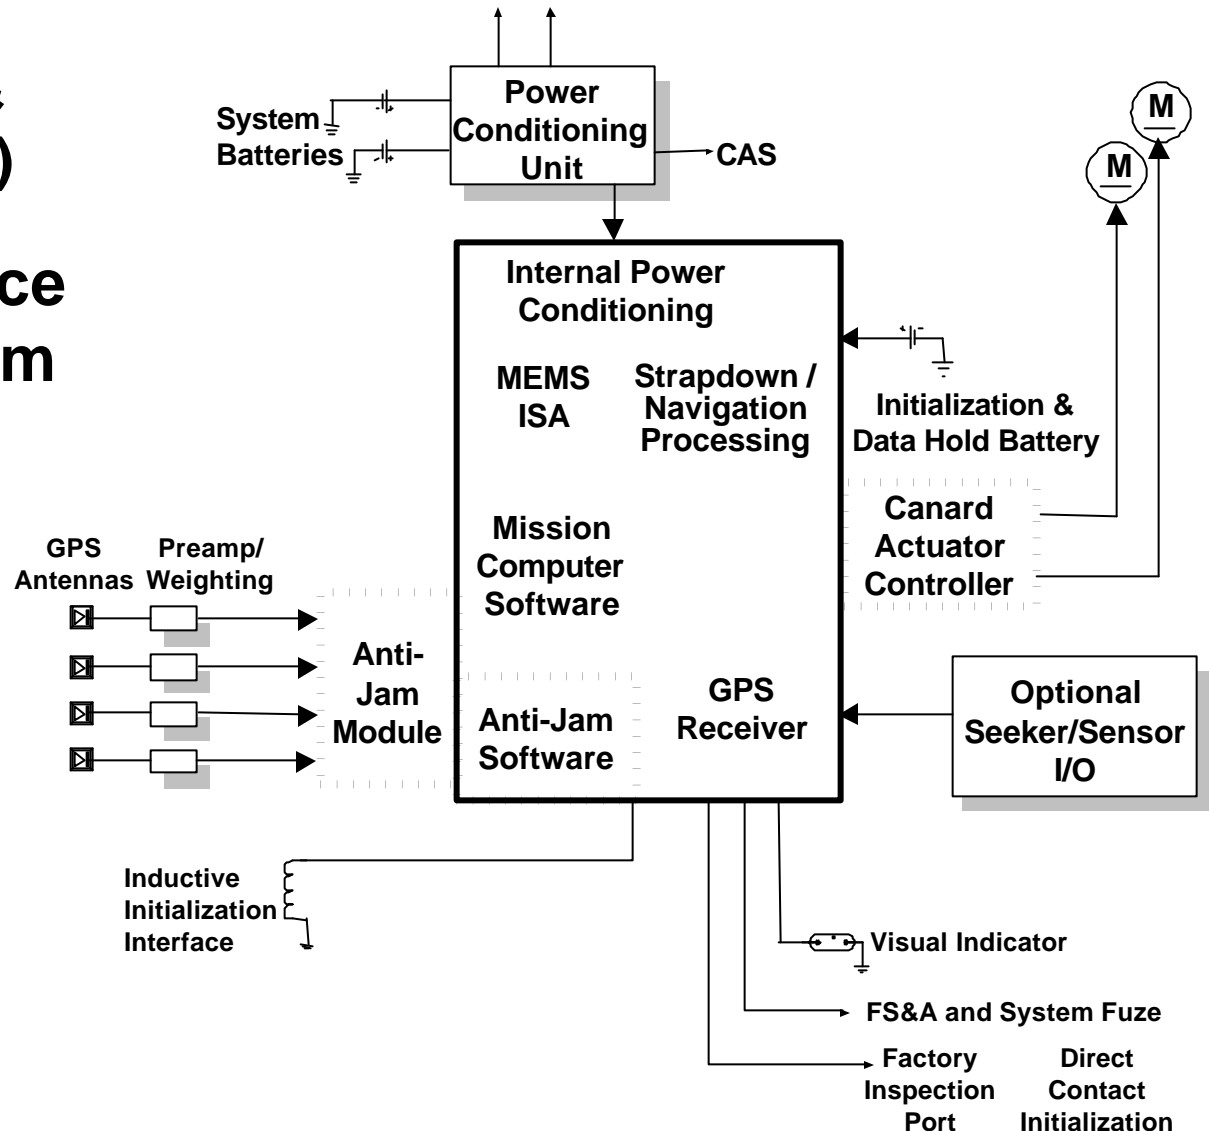 )
ce
m
Power
Conditioning
Unit
System
Batteries
CAS
M
M
Internal Power
Conditioning
MEMS
ISA
Strapdown /
Navigation
Processing
Initialization &
Data Hold Battery
Canard
Actuator
Controller
Mission
Computer
Software
GPS
Antennas
Preamp/
Weighting
Anti-
Jam
Module
Anti-Jam
Software
GPS
Receiver
Optional
Seeker/Sensor
I/O
Inductive
Initialization
Interface
Visual Indicator
FS&A and System Fuze
Factory
Inspection
Port
Direct
Contact
Initialization